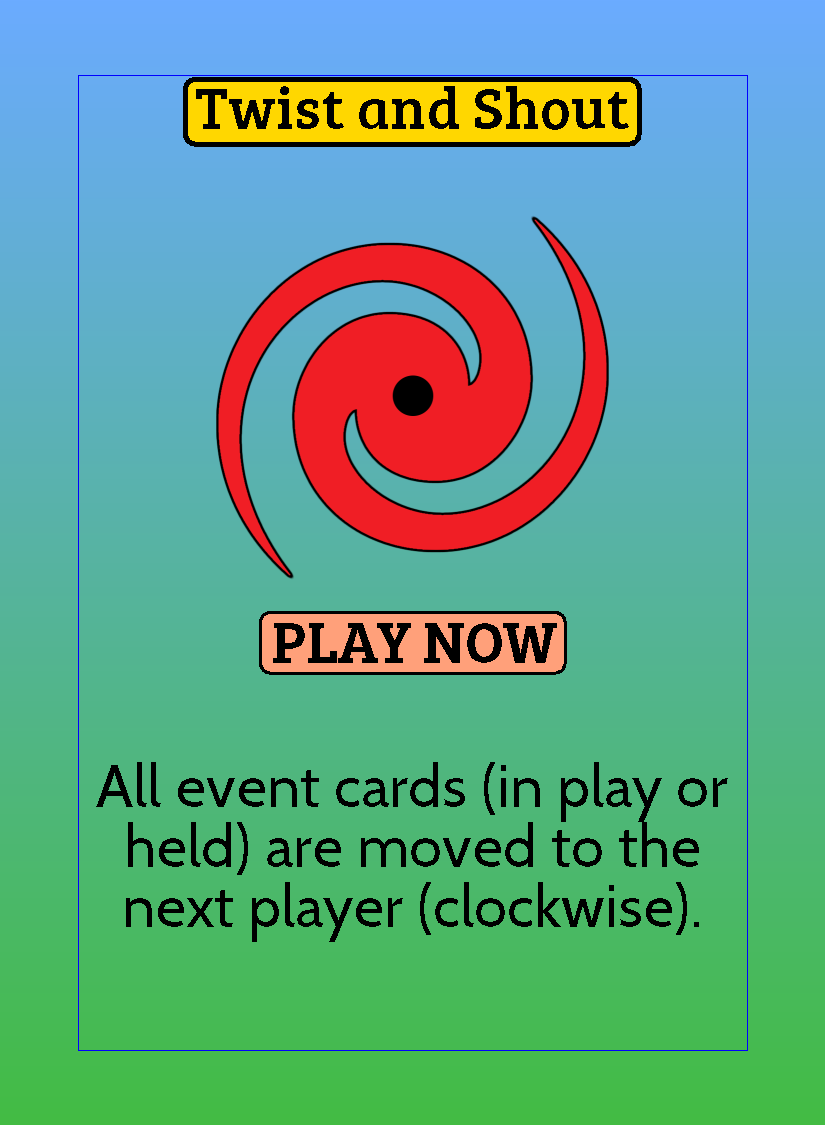 Twist and Shout
PLAY NOW
All event cards (in play or
held) are moved to the
next player (clockwise).